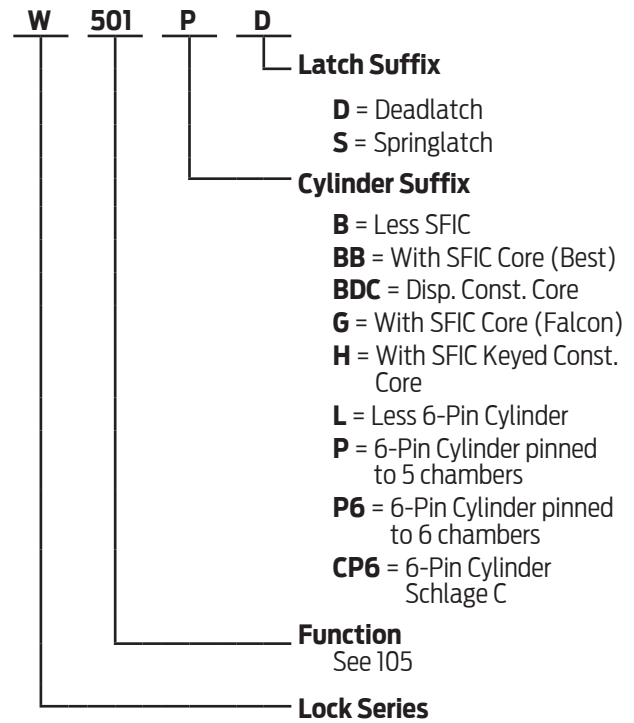 W 501 P D
Latch Suffix
D = Deadlatch
S = Springlatch
Cylinder Suffix
B = Less SFIC
BB = With SFIC Core (Best)
BDC = Disp. Const. Core
G = With SFIC Core (Falcon)
H = With SFIC Keyed Const.
Core
L = Less 6-Pin Cylinder
P = 6-Pin Cylinder pinned
to 5 chambers
P6 = 6-Pin Cylinder pinned
to 6 chambers
CP6 = 6-Pin Cylinder
Schlage C
Function
See 105
Lock Series